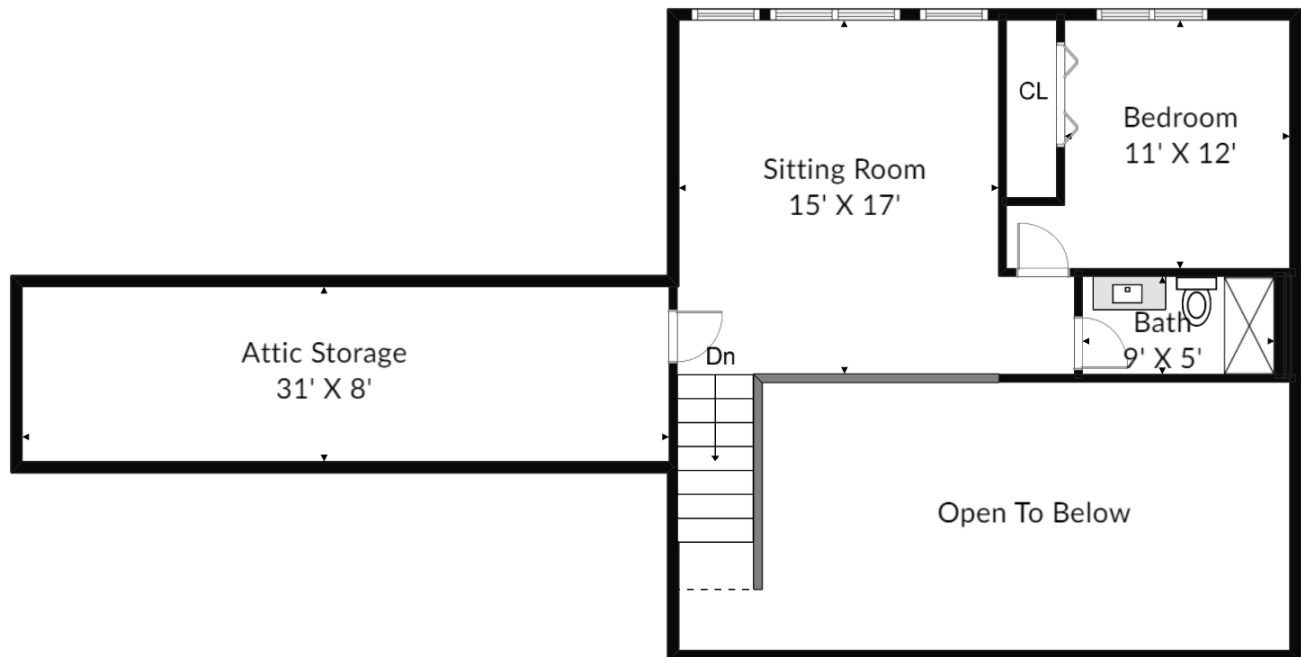 CL
Bedroom
11' X 12'
Sitting Room
15' X 17'
Bath
9' X 5'
Attic Storage
31' X 8'
Dn
Open To Below